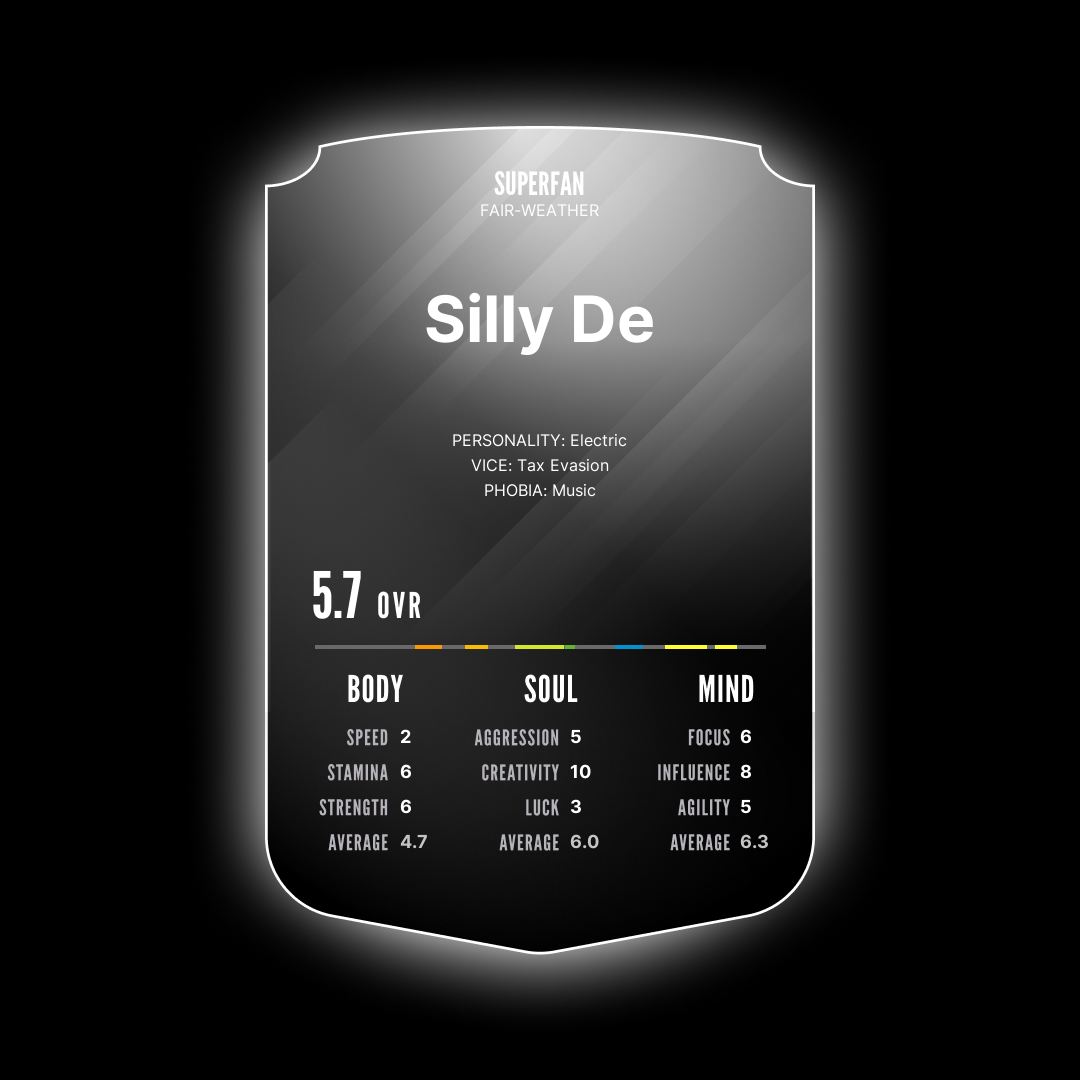 SUPERFAN
FAIR-WEATHER
Silly De
PERSONALITY: Electric
VICE: Tax Evasion
PHOBIA: Music
5.7 OVR
BODY
SPEED 2
STAMINA 6
STRENGTH 6
AVERAGE 4.7
SOUL
AGGRESSION 5
CREATIVITY 10
LUCK 3
AVERAGE 6.0
MIND
FOCUS 6
INFLUENCE 8
AGILITY 5
AVERAGE 6.3